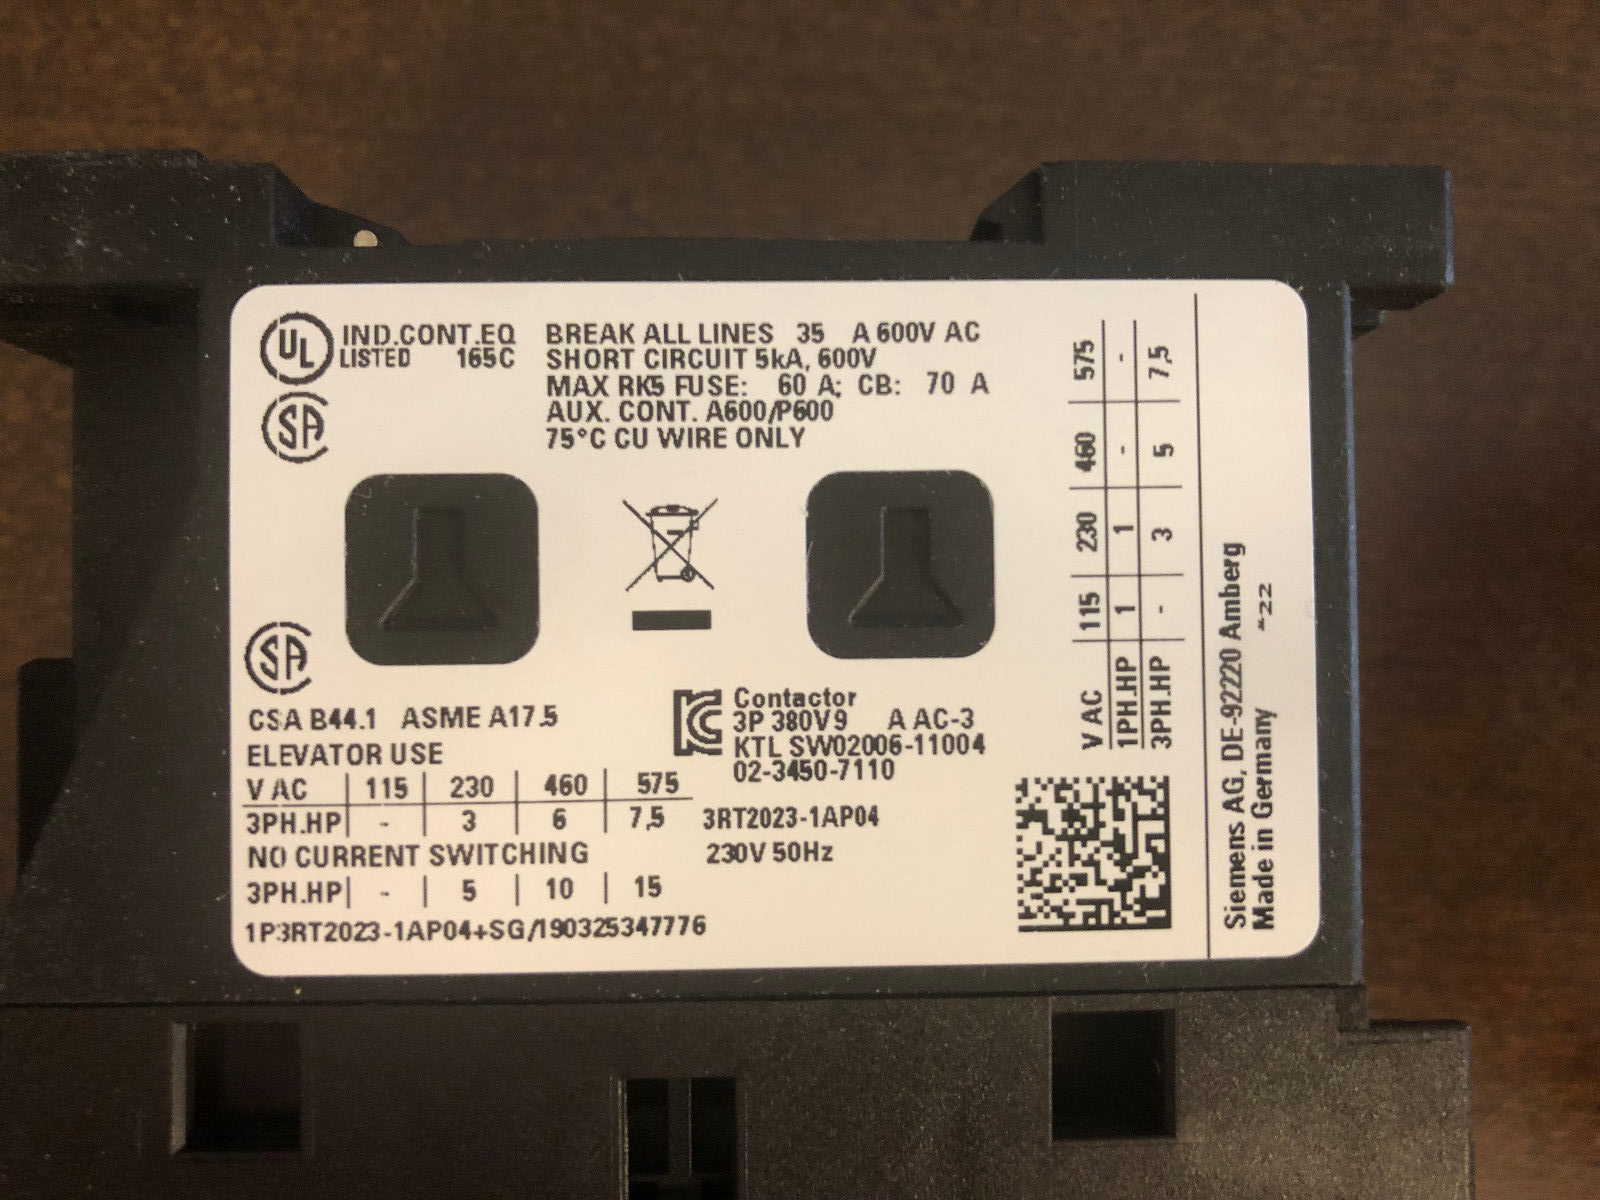 UL IND.CONT.EQ
LISTED 165C
BREAK ALL LINES 35 A 600V AC
SHORT CIRCUIT 5kA, 600V
MAX RK5 FUSE: 60 A; CB: 70 A
AUX. CONT. A600/P600
75°C CU WIRE ONLY
SA
SA
CSA B44.1 ASME A17.5
ELEVATOR USE
V AC | 115 | 230 | 460 | 575
3PH.HP | - | 3 | 6 | 7,5
NO CURRENT SWITCHING
3PH.HP | - | 5 | 10 | 15
1P3RT2023-1AP04+SG/190325347776
Contactor
3P 380V 9 A AC-3
KTL SW02006-11004
02-3450-7110
3RT2023-1AP04
230V 50Hz
V AC | 115 | 230 | 460 | 575
1PH.HP | 1 | 1 | - | -
3PH.HP | - | 3 | 5 | 7,5
Siemens AG, DE-92220 Amberg
Made in Germany